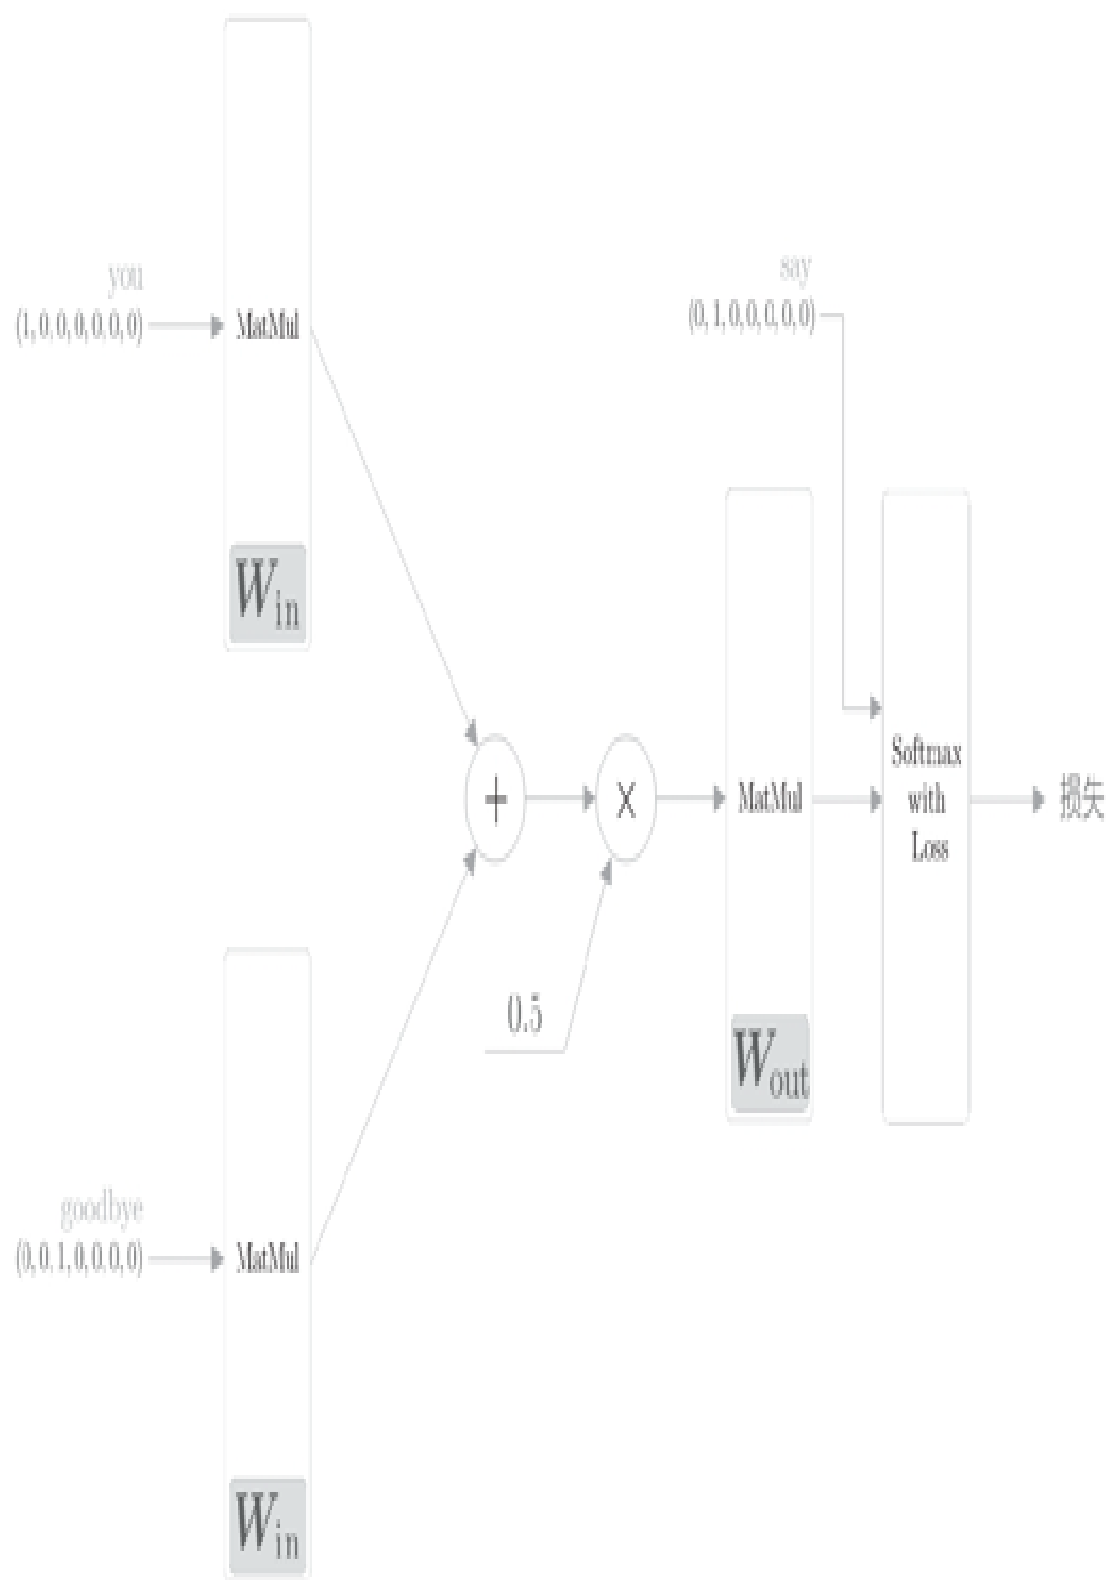 you
(1,0,0,0,0,0,0)
MatMul
W_in
say
(0,1,0,0,0,0,0)
+
×
0.5
MatMul
W_out
Softmax
with
Loss
损失
goodbye
(0,0,1,0,0,0,0)
MatMul
W_in